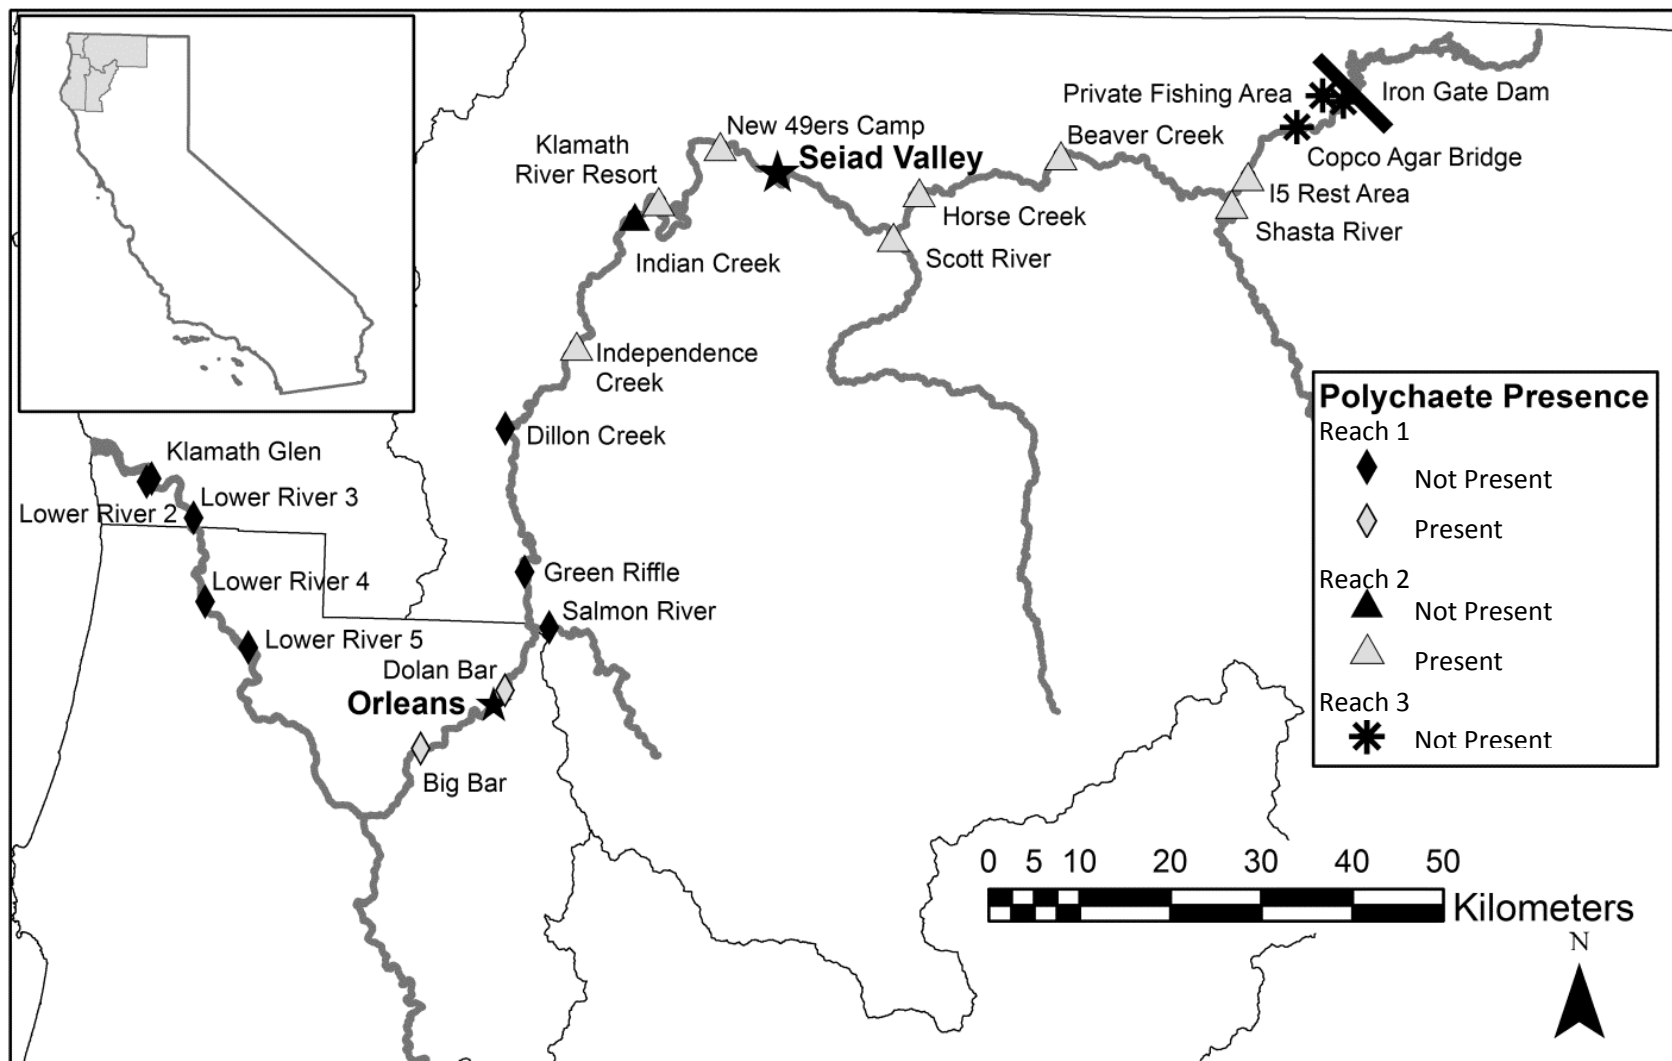 New 49ers Camp
Klamath
River Resort
Seiad Valley
Private Fishing Area
Iron Gate Dam
Beaver Creek
Copco Agar Bridge
I5 Rest Area
Horse Creek
Shasta River
Scott River
Indian Creek
Independence
Creek
Dillon Creek
Klamath Glen
Lower River 3
Lower River 2
Lower River 4
Lower River 5
Green Riffle
Salmon River
Dolan Bar
Orleans
Big Bar
Polychaete Presence
Reach 1
Not Present
Present
Reach 2
Not Present
Present
Reach 3
Not Present
0 5 10 20 30 40 50
Kilometers
N